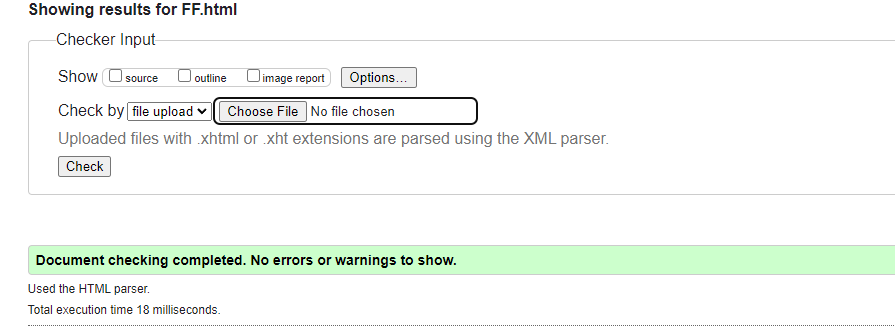 Showing results for FF.html
Checker Input
Show source outline image report Options...
Check by file upload Choose File No file chosen
Uploaded files with .xhtml or .xht extensions are parsed using the XML parser.
Check
Document checking completed. No errors or warnings to show.
Used the HTML parser.
Total execution time 18 milliseconds.